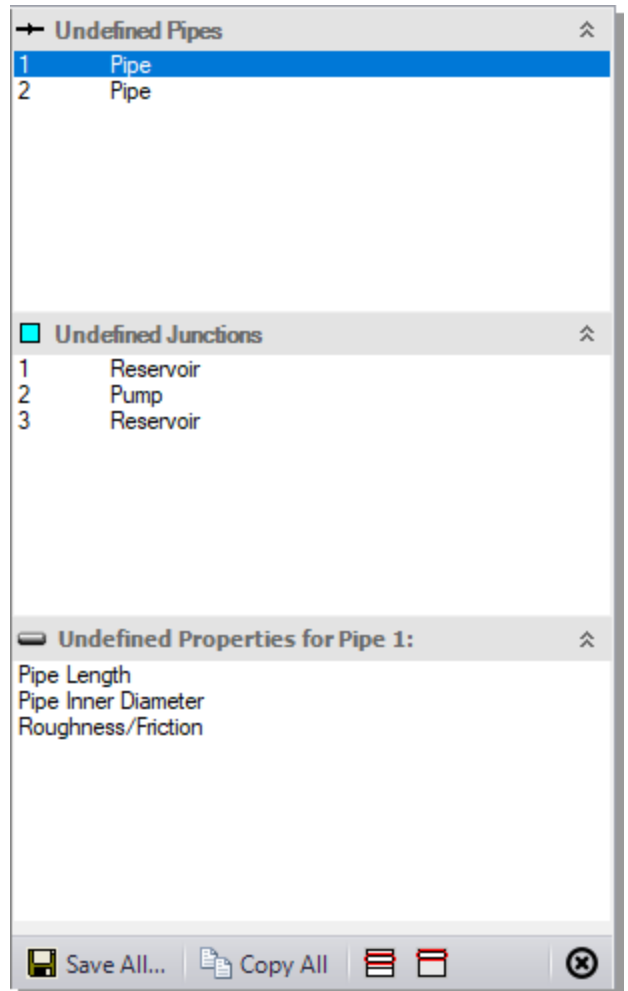 Undefined Pipes
1 Pipe
2 Pipe
Undefined Junctions
1 Reservoir
2 Pump
3 Reservoir
Undefined Properties for Pipe 1:
Pipe Length
Pipe Inner Diameter
Roughness/Friction
Save All... Copy All